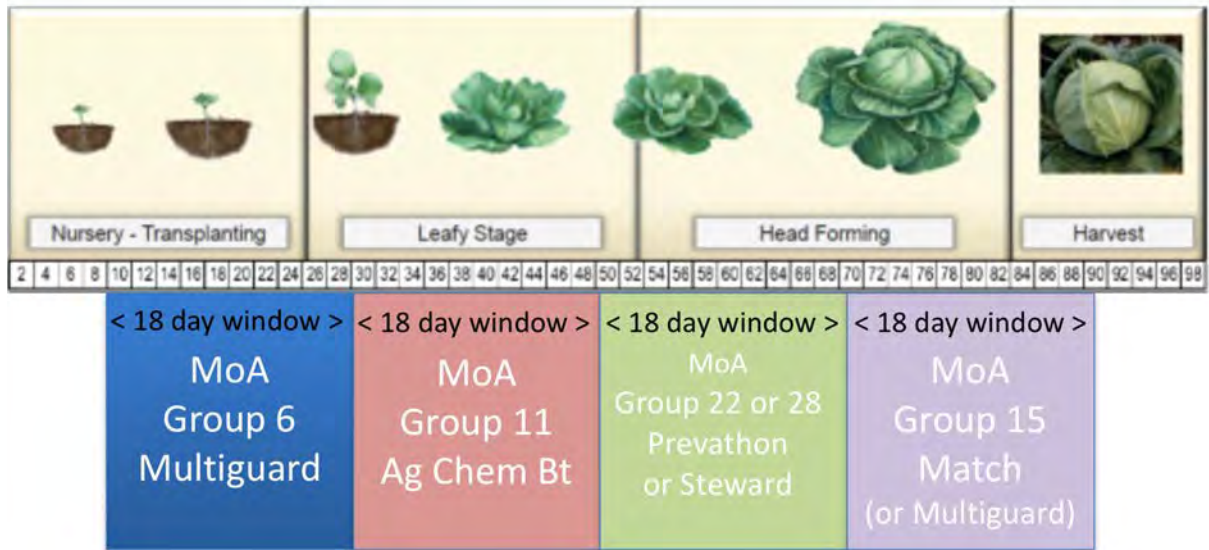 Nursery - Transplanting
Leafy Stage
Head Forming
Harvest
2 4 6 8 10 12 14 16 18 20 22 24 26 28 30 32 34 36 38 40 42 44 46 48 50 52 54 56 58 60 62 64 66 68 70 72 74 76 78 80 82 84 86 88 90 92 94 96 98
< 18 day window >
MoA
Group 6
Multiguard
< 18 day window >
MoA
Group 11
Ag Chem Bt
< 18 day window >
MoA
Group 22 or 28
Prevathon
or Steward
< 18 day window >
MoA
Group 15
Match
(or Multiguard)